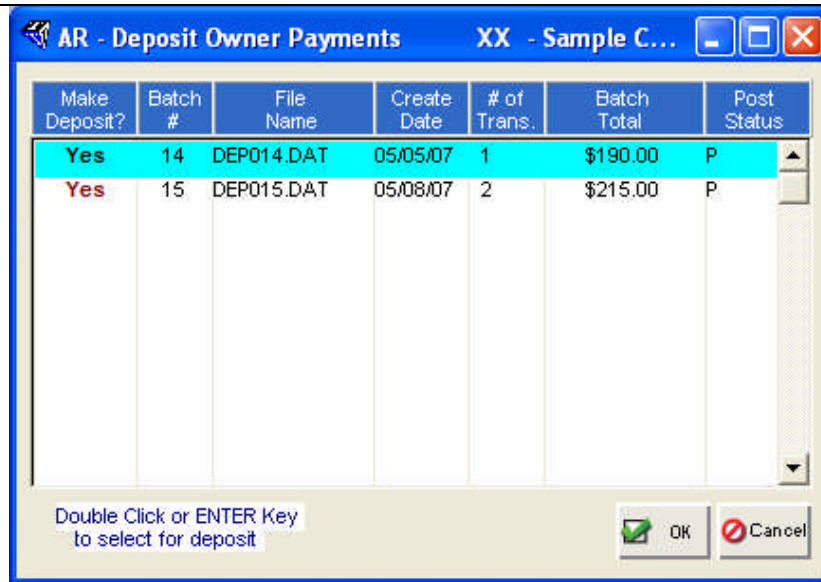 AR - Deposit Owner Payments XX - Sample C...
Make Deposit? Batch # File Name Create Date # of Trans. Batch Total Post Status
Yes 14 DEP014.DAT 05/05/07 1 $190.00 P
Yes 15 DEP015.DAT 05/08/07 2 $215.00 P
Double Click or ENTER Key
to select for deposit
OK Cancel